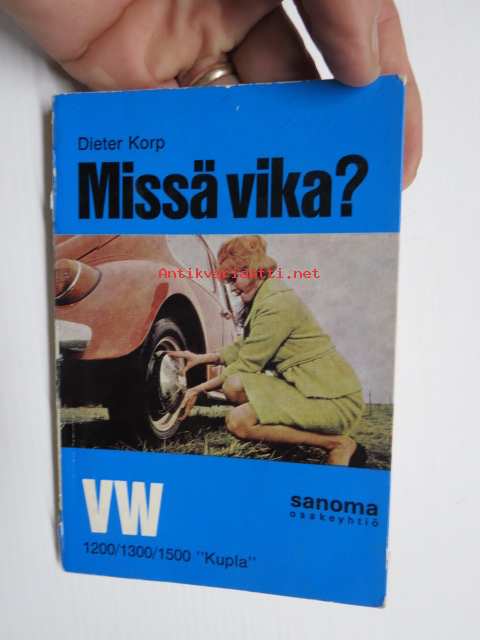 Dieter Korp
Missä vika?
Antikvariaatti.net
VW
sanoma
osakeyhtiö
1200/1300/1500 "Kupla"